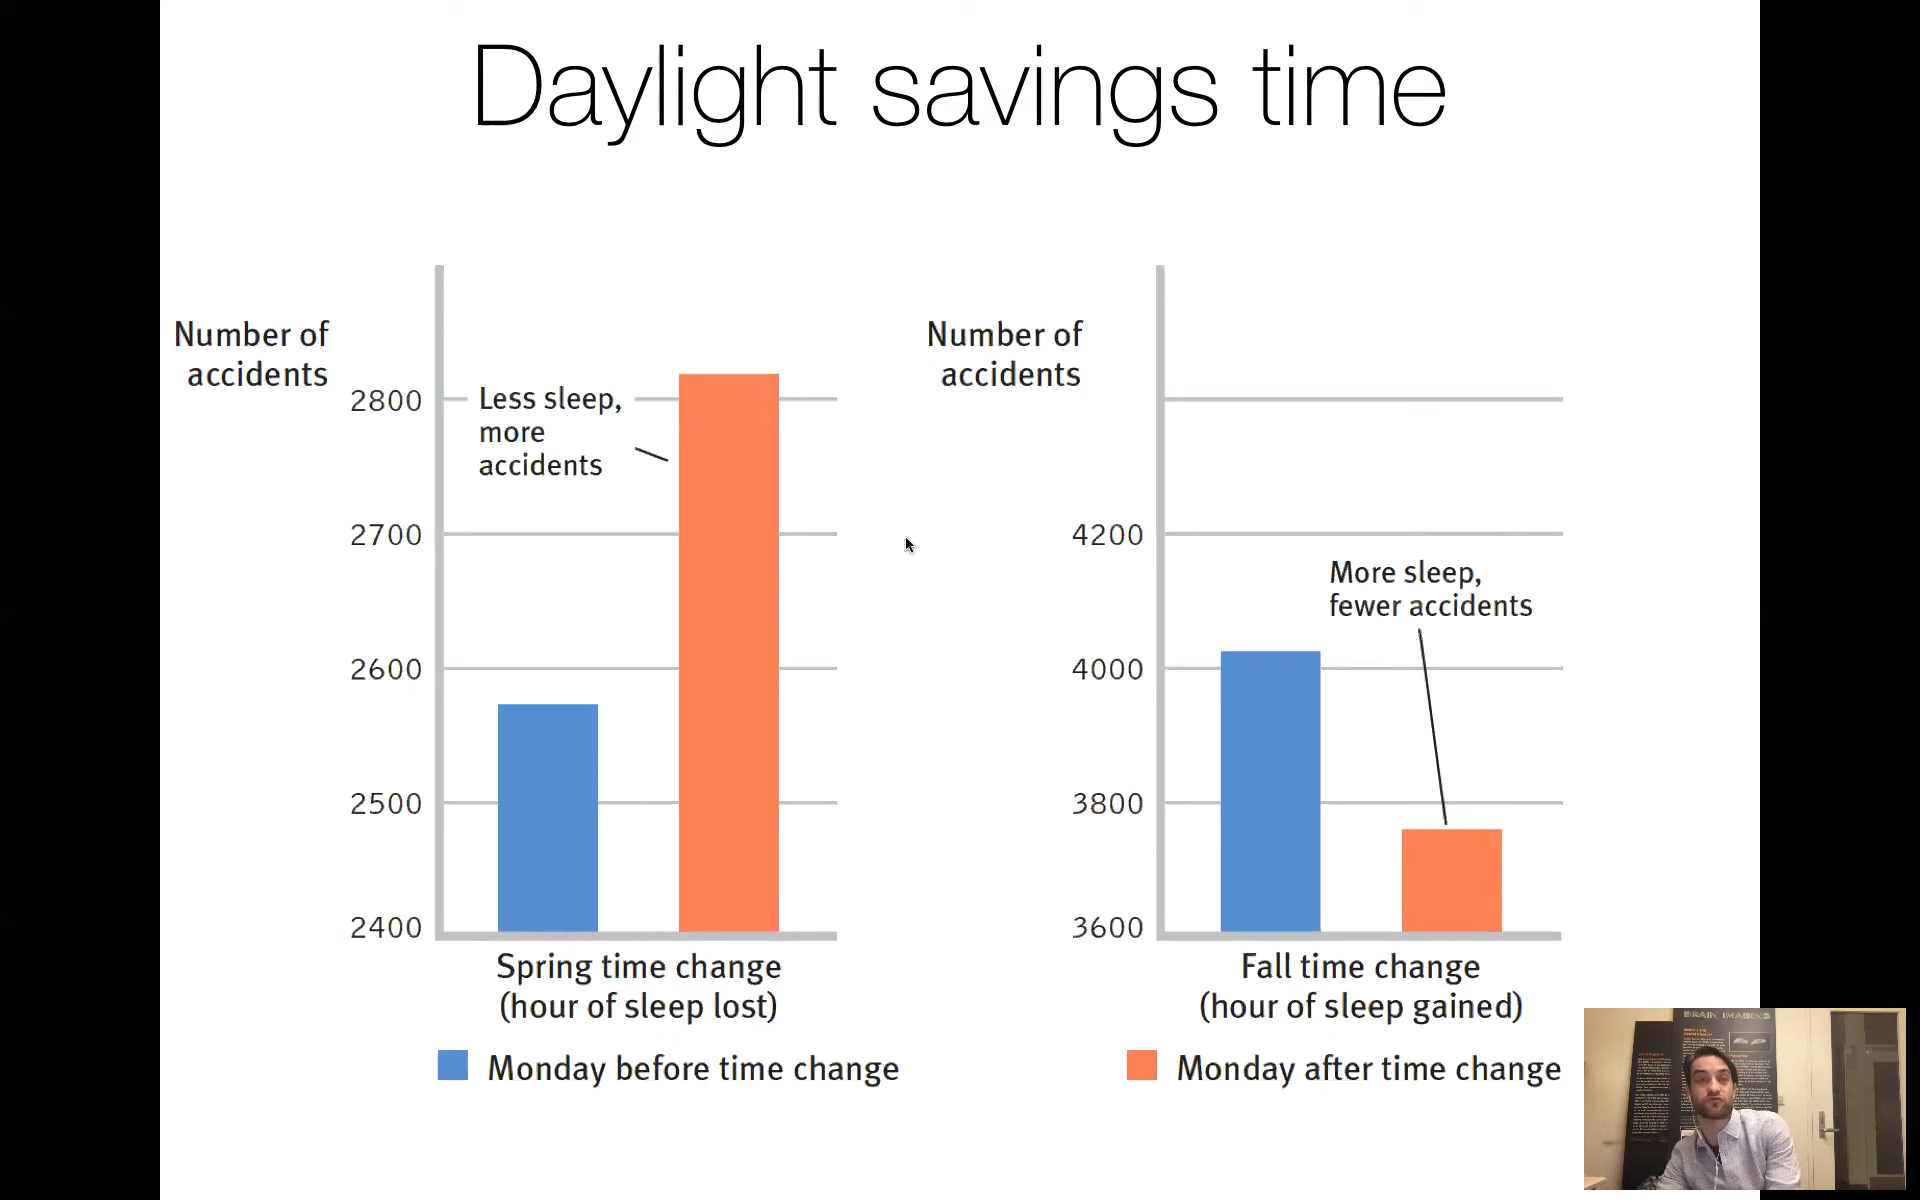 Daylight savings time
Number of
accidents
2800
2700
2600
2500
2400
Less sleep,
more
accidents
Spring time change
(hour of sleep lost)
Number of
accidents
4200
4000
3800
3600
More sleep,
fewer accidents
Fall time change
(hour of sleep gained)
Monday before time change
Monday after time change
BRAIN IMAGING